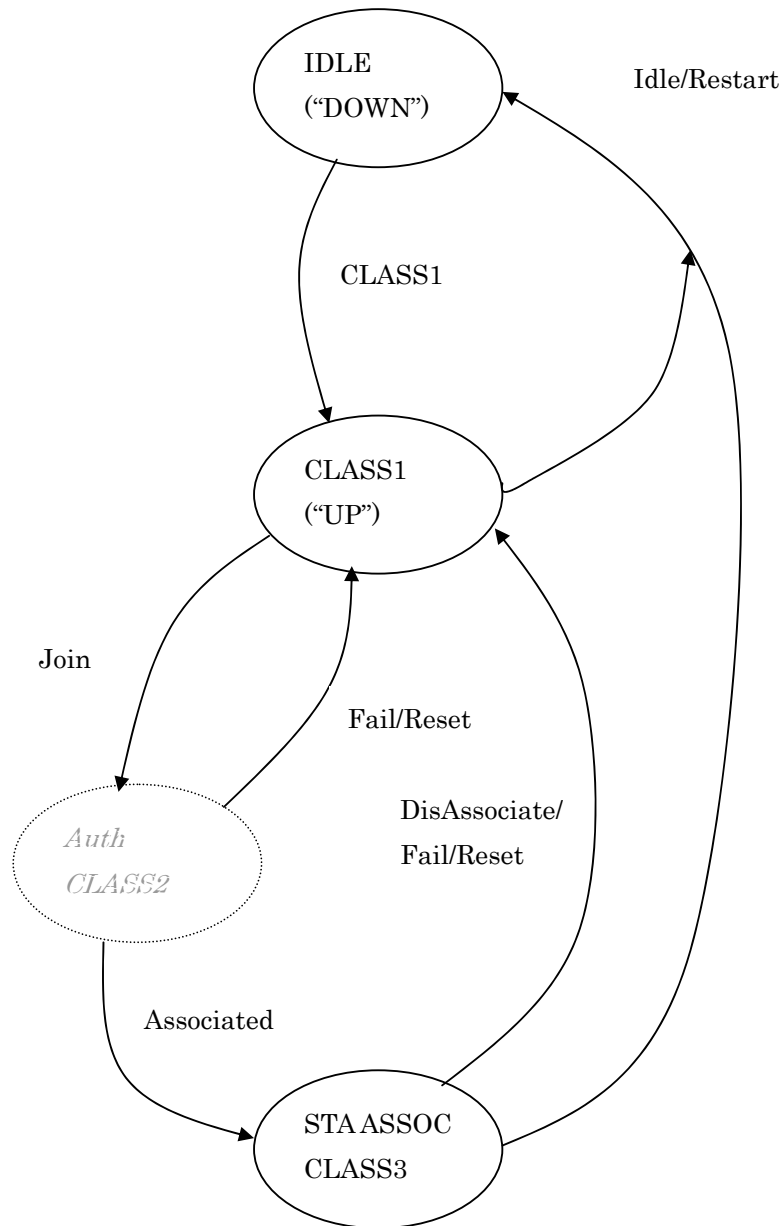 IDLE
(“DOWN”)
Idle/Restart
CLASS1
CLASS1
(“UP”)
Join
Fail/Reset
DisAssociate/
Fail/Reset
Auth
CLASS2
Associated
STA ASSOC
CLASS3